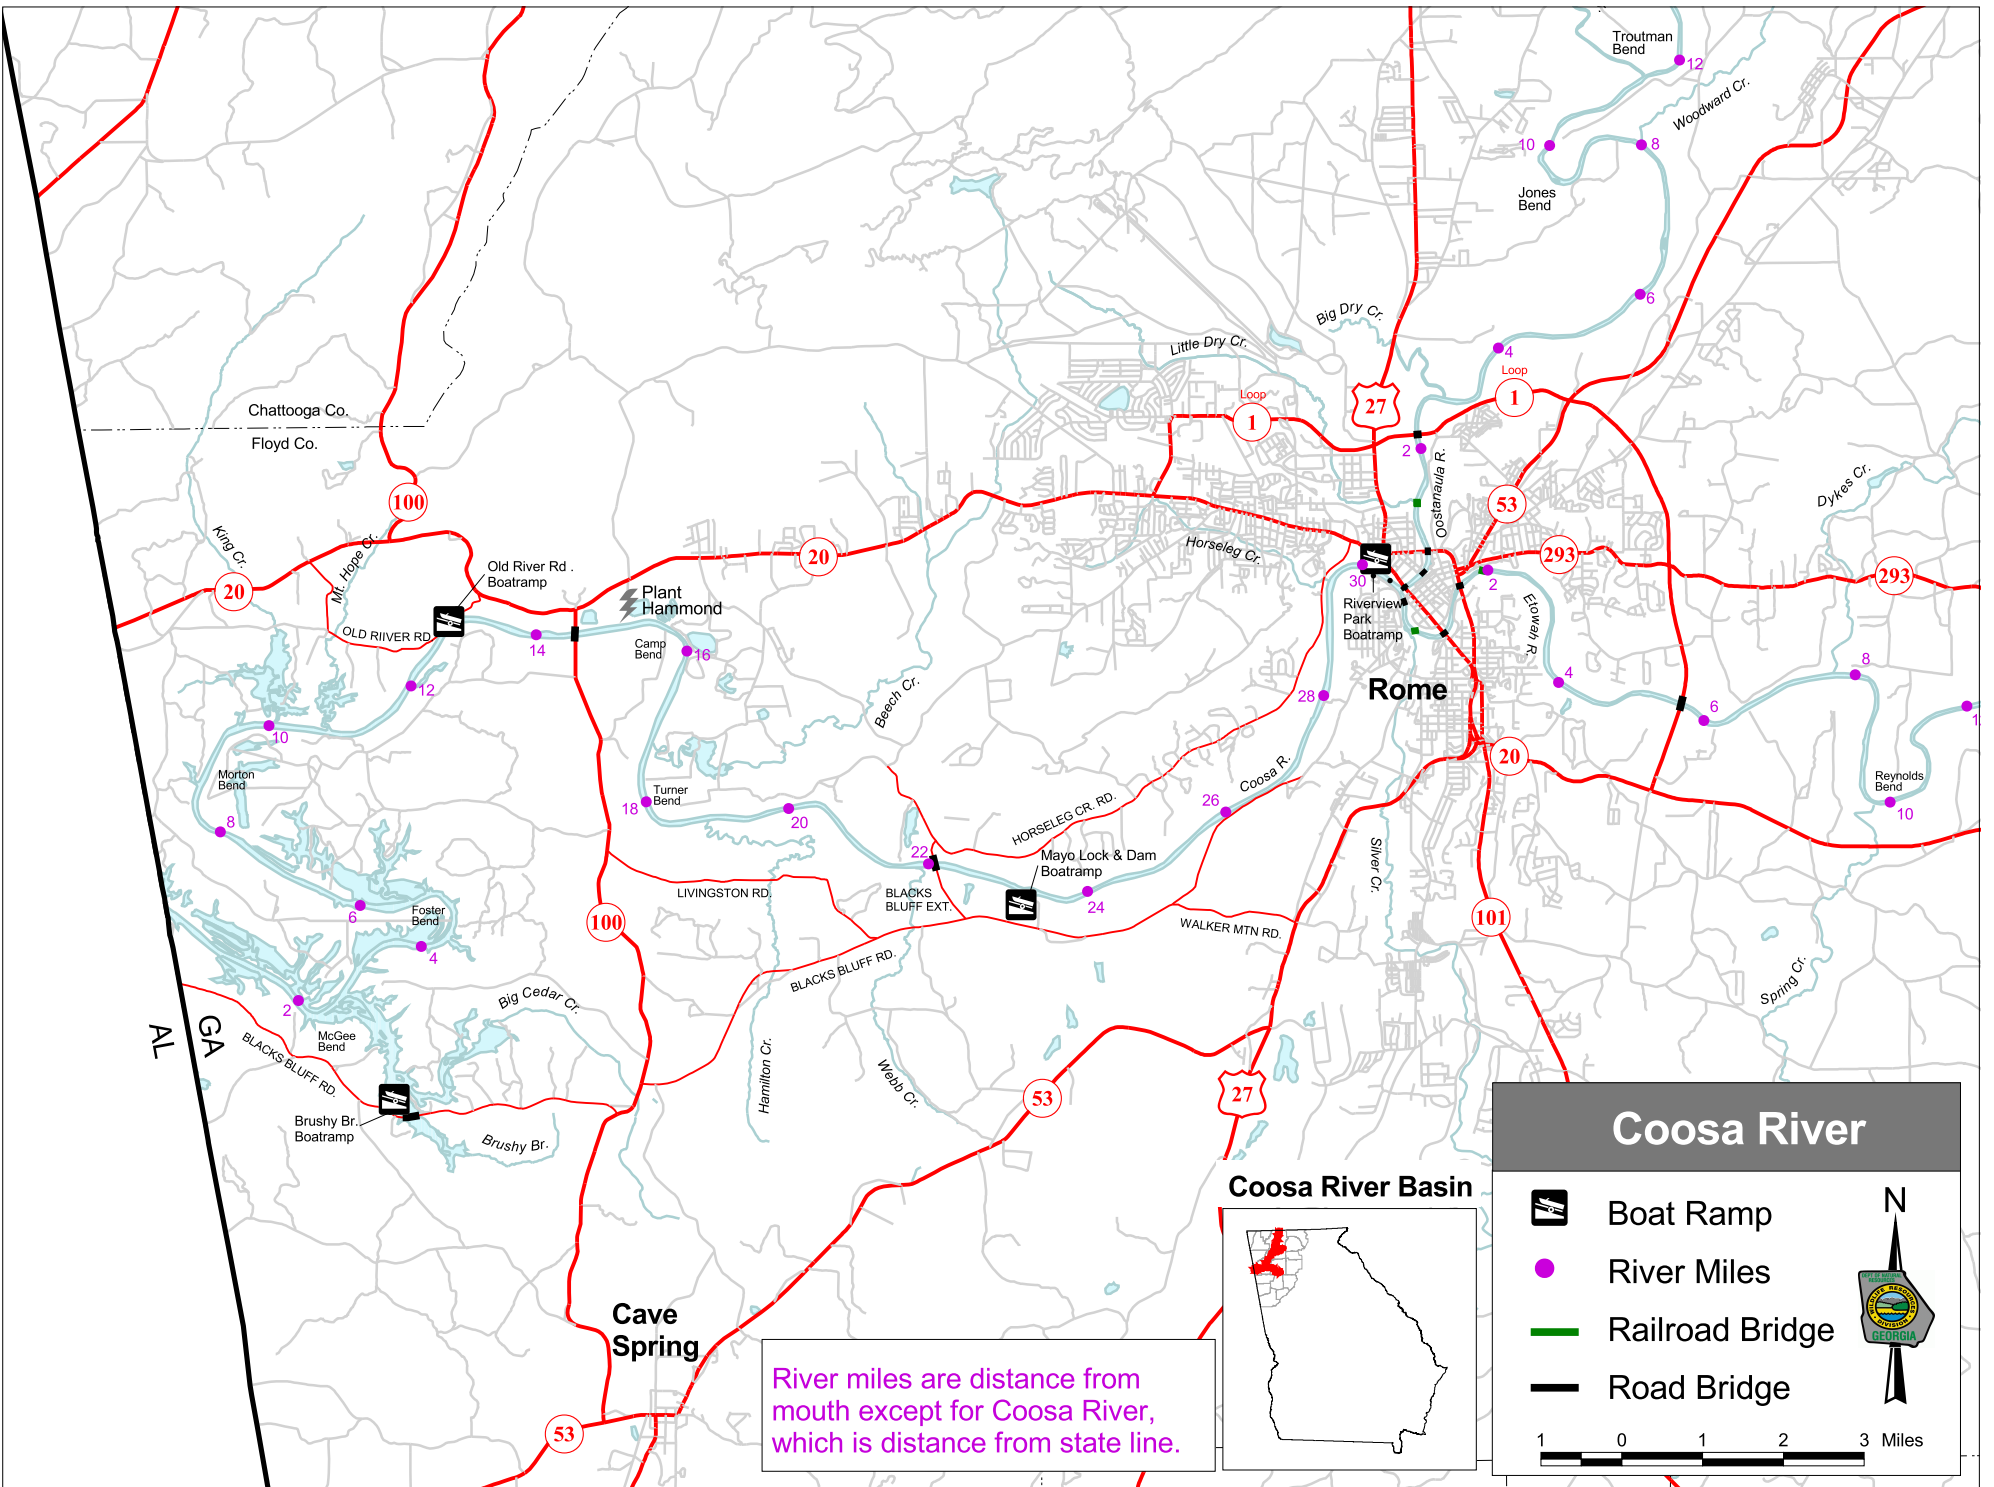 Troutman
Bend
12
Woodward Cr.
10
8
Jones
Bend
6
Big Dry Cr.
Little Dry Cr.
4
Loop
1
Loop
1
27
Chattooga Co.
Floyd Co.
2
Oostanaula R.
Dykes Cr.
100
53
King Cr.
Mt. Hope Cr.
Horseleg Cr.
20
20
293
293
Old River Rd .
Boatramp
30
2
Plant
Hammond
Riverview
Park
Boatramp
Etowah R.
OLD RIIVER RD.
14
Camp
Bend
16
12
Beech Cr.
28
Rome
4
8
6
10
Morton
Bend
20
Reynolds
Bend
10
Coosa R.
Turner
Bend
18
20
26
HORSELEG CR. RD.
8
22
Mayo Lock & Dam
Boatramp
Silver Cr.
LIVINGSTON RD.
BLACKS
BLUFF EXT.
24
6
Foster
Bend
4
100
WALKER MTN RD.
101
BLACKS BLUFF RD.
Spring Cr.
Big Cedar Cr.
2
McGee
Bend
GA
AL
BLACKS BLUFF RD.
Hamilton Cr.
Webb Cr.
53
27
Brushy Br.
Boatramp
Brushy Br.
Coosa River
Coosa River Basin
Boat Ramp
N
River Miles
DEPT OF NATURAL
RESOURCES
WILDLIFE RESOURCES
DIVISION
GEORGIA
Railroad Bridge
Road Bridge
Cave
Spring
River miles are distance from
mouth except for Coosa River,
which is distance from state line.
53
1 0 1 2 3 Miles